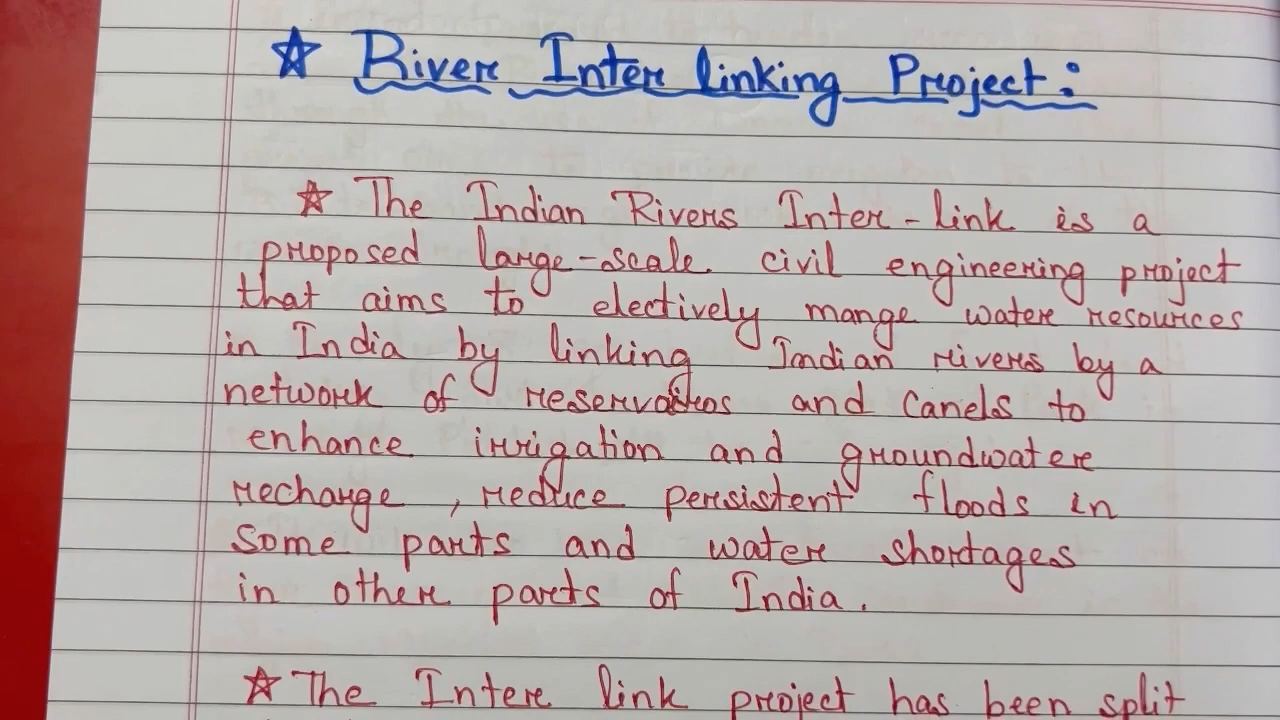 ☆ River Inter linking Project:
☆ The Indian Rivers Inter-link is a
proposed large-scale civil engineering project
that aims to electively mange water resources
in India by linking Indian rivers by a
network of reservoiros and Canels to
enhance irrigation and groundwater
recharge, reduce persistent floods in
Some parts and water shortages
in other parts of India.
☆ The Inter link project has been split